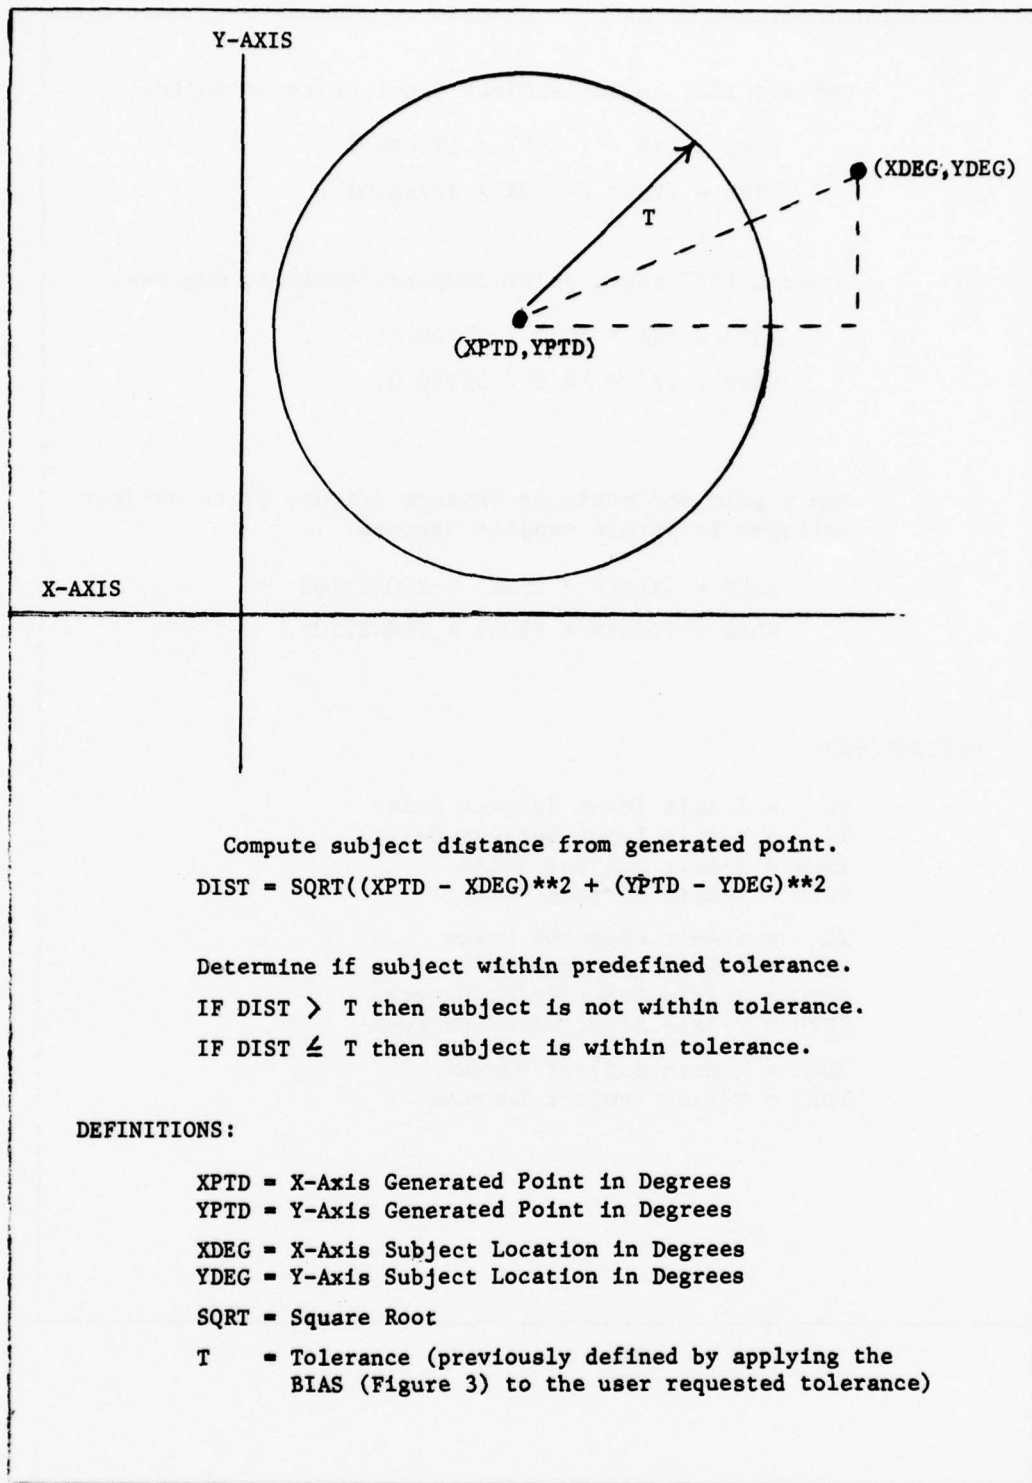 Y-AXIS
(XDEG,YDEG)
T
(XPTD,YPTD)
X-AXIS
Compute subject distance from generated point.
DIST = SQRT((XPTD - XDEG)**2 + (YPTD - YDEG)**2
Determine if subject within predefined tolerance.
IF DIST > T then subject is not within tolerance.
IF DIST ≤ T then subject is within tolerance.
DEFINITIONS:
XPTD = X-Axis Generated Point in Degrees
YPTD = Y-Axis Generated Point in Degrees
XDEG = X-Axis Subject Location in Degrees
YDEG = Y-Axis Subject Location in Degrees
SQRT = Square Root
T = Tolerance (previously defined by applying the
BIAS (Figure 3) to the user requested tolerance)